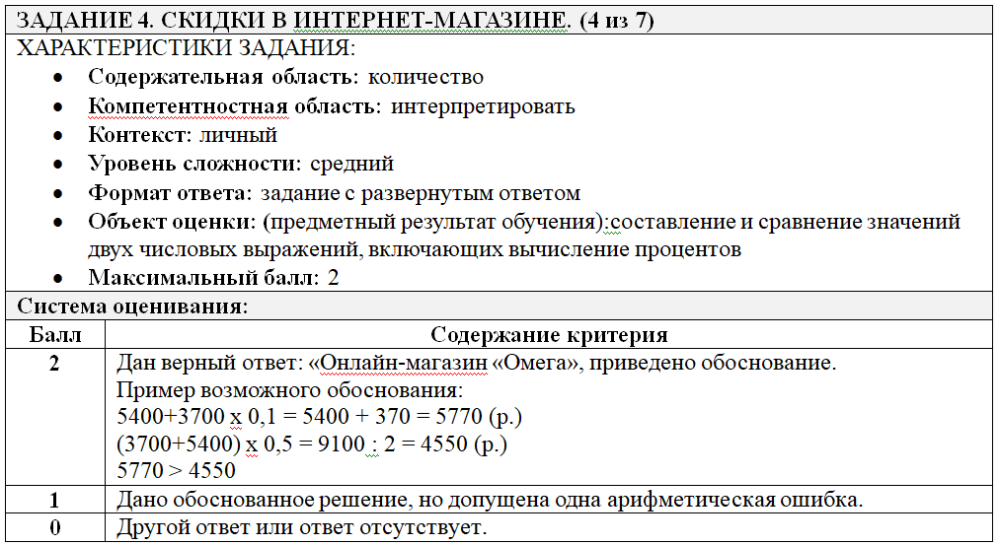 ЗАДАНИЕ 4. СКИДКИ В ИНТЕРНЕТ-МАГАЗИНЕ. (4 из 7)
ХАРАКТЕРИСТИКИ ЗАДАНИЯ:
• Содержательная область: количество
• Компетентностная область: интерпретировать
• Контекст: личный
• Уровень сложности: средний
• Формат ответа: задание с развернутым ответом
• Объект оценки: (предметный результат обучения):составление и сравнение значений
двух числовых выражений, включающих вычисление процентов
• Максимальный балл: 2
Система оценивания:
Балл Содержание критерия
2 Дан верный ответ: «Онлайн-магазин «Омега», приведено обоснование.
Пример возможного обоснования:
5400+3700 х 0,1 = 5400 + 370 = 5770 (р.)
(3700+5400) х 0,5 = 9100 : 2 = 4550 (р.)
5770 > 4550
1 Дано обоснованное решение, но допущена одна арифметическая ошибка.
0 Другой ответ или ответ отсутствует.